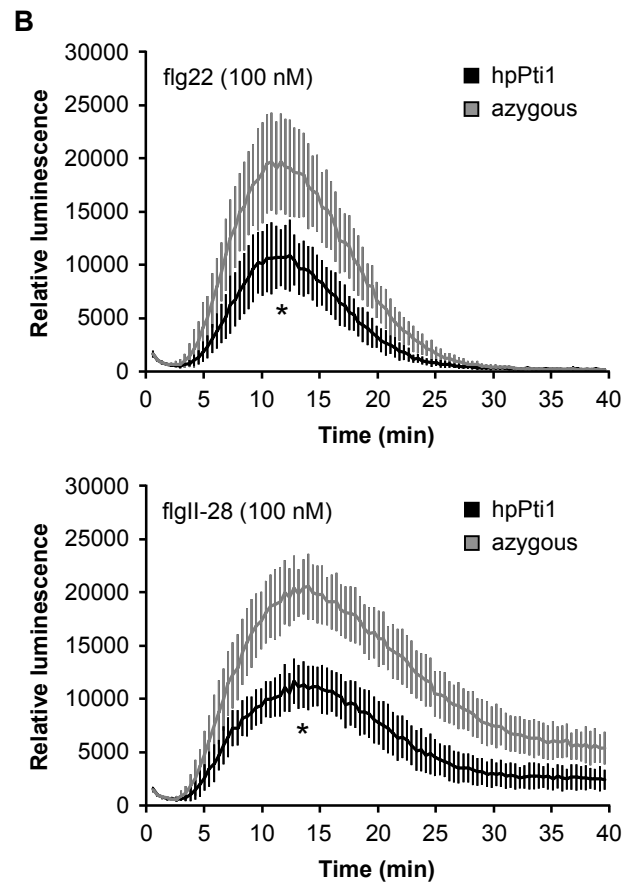 B
30000
25000
20000
15000
10000
5000
0
Relative luminescence
flg22 (100 nM)
hpPti1
azygous
*
0 5 10 15 20 25 30 35 40
Time (min)
30000
25000
20000
15000
10000
5000
0
Relative luminescence
flgII-28 (100 nM)
hpPti1
azygous
*
0 5 10 15 20 25 30 35 40
Time (min)